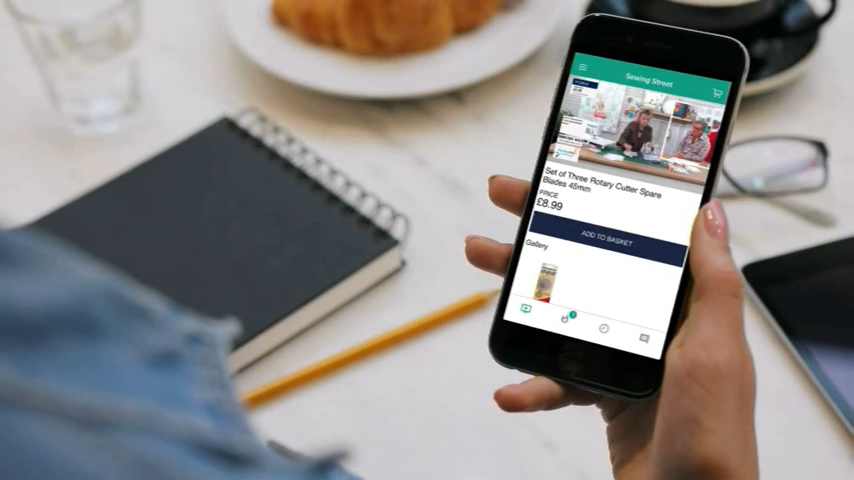 Sewing Street
Set of Three Rotary Cutter Spare
Blades 45mm
PRICE
£8.99
ADD TO BASKET
Gallery